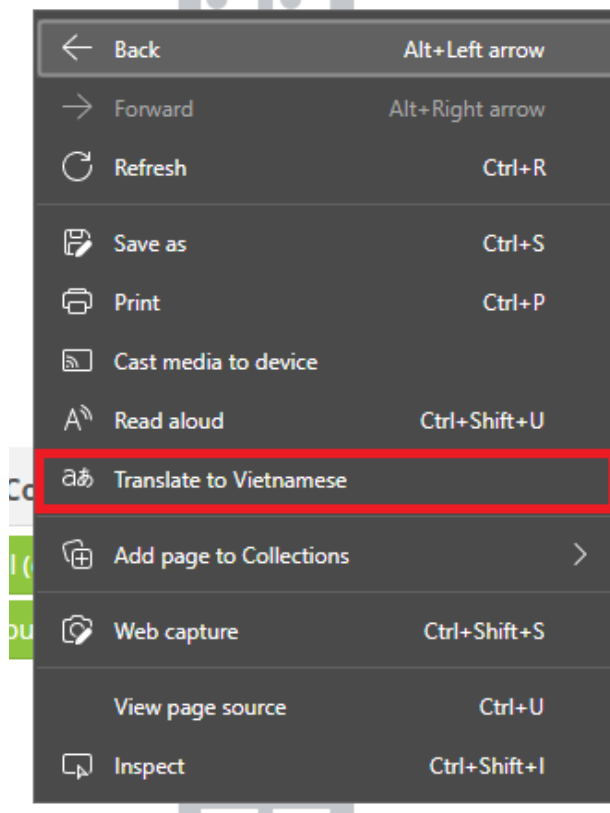 Back Alt+Left arrow
Forward Alt+Right arrow
Refresh Ctrl+R
Save as Ctrl+S
Print Ctrl+P
Cast media to device
Read aloud Ctrl+Shift+U
aあ Translate to Vietnamese
Add page to Collections
Web capture Ctrl+Shift+S
View page source Ctrl+U
Inspect Ctrl+Shift+I